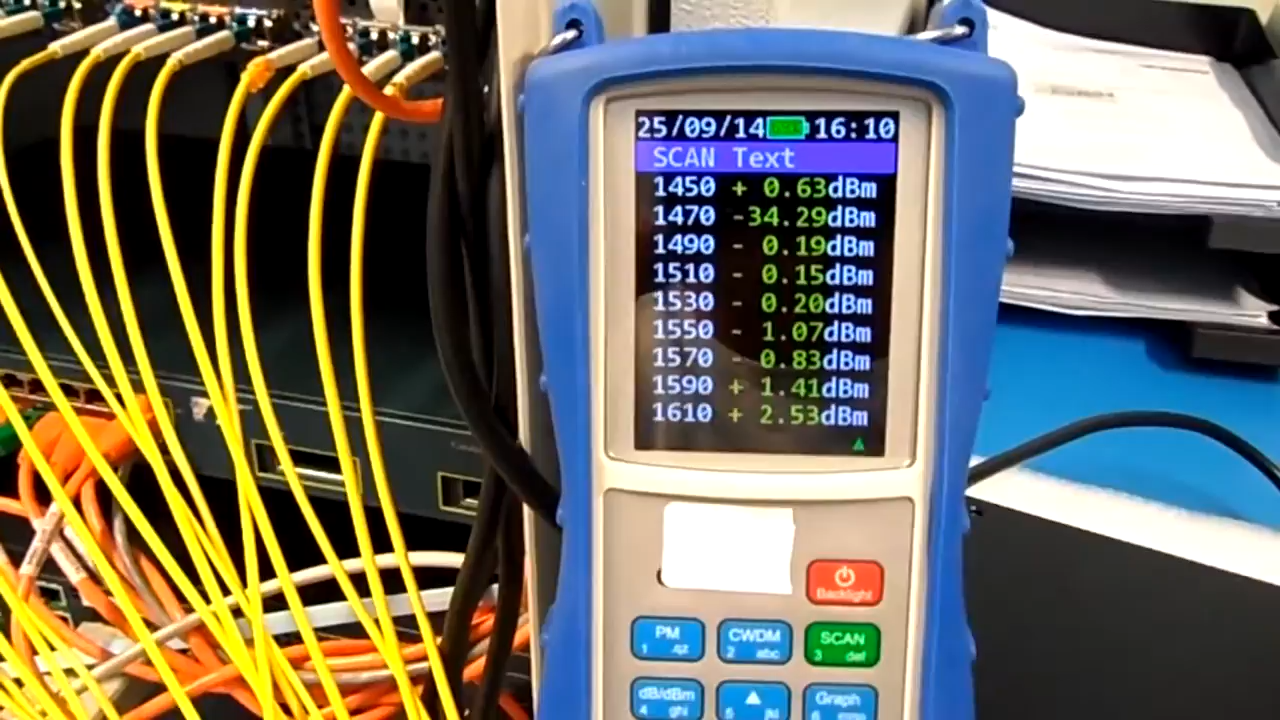 25/09/14 16:10
SCAN Text
1450 + 0.63dBm
1470 -34.29dBm
1490 - 0.19dBm
1510 - 0.15dBm
1530 - 0.20dBm
1550 - 1.07dBm
1570 - 0.83dBm
1590 + 1.41dBm
1610 + 2.53dBm
Backlight
PM CWDM SCAN
1 .qz 2 abc 3 def
dB/dBm Graph
4 ghi 5 jkl 6